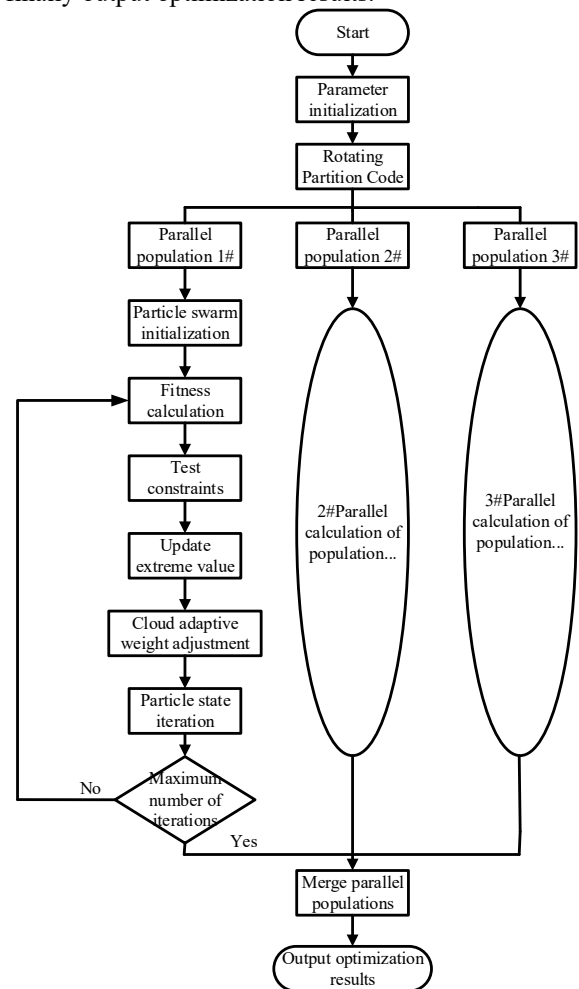 finally output optimization results.
Start
Parameter
initialization
Rotating
Partition Code
Parallel
population 1#
Parallel
population 2#
Parallel
population 3#
Particle swarm
initialization
Fitness
calculation
Test
constraints
Update
extreme value
Cloud adaptive
weight adjustment
Particle state
iteration
Maximum
number of
iterations
No
Yes
2#Parallel
calculation of
population...
3#Parallel
calculation of
population...
Merge parallel
populations
Output optimization
results